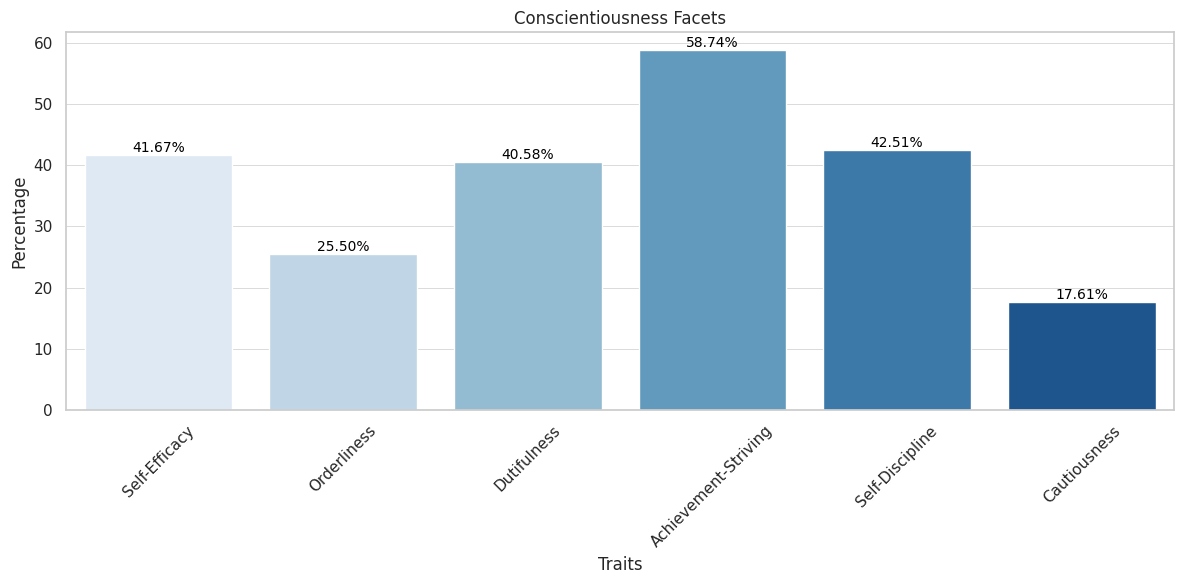 Conscientiousness Facets
Percentage
60
50
40
30
20
10
0
41.67%
25.50%
40.58%
58.74%
42.51%
17.61%
Self-Efficacy
Orderliness
Dutifulness
Achievement-Striving
Self-Discipline
Cautiousness
Traits